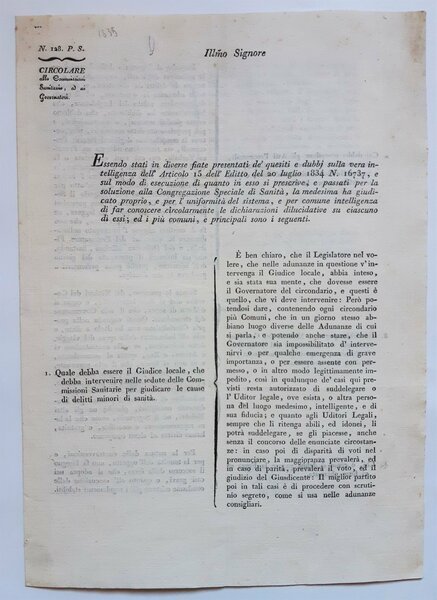 1835
N. 128. P. S.
Illmo Signore
CIRCOLARE
alle Commissioni
Sanitarie, ed ai
Governatori.
Essendo stati in diverse fiate presentati de' quesiti e dubbj sulla vera in-
telligenza dell' Articolo 15 dell' Editto del 20 luglio 1834 N. 16737, e
sul modo di esecuzione di quanto in esso si prescrive, e passati per la
soluzione alla Congregazione Speciale di Sanità, la medesima ha giudi-
cato proprio, e per l'uniformità del sistema, e per comune intelligenza
di far conoscere circolarmente le dichiarazioni dilucidative su ciascuno
di essi; ed i più comuni, e principali sono i seguenti.
1. Quale debba essere il Giudice locale, che
debba intervenire nelle sedute delle Com-
missioni Sanitarie per giudicare le cause
di delitti minori di sanità.
È ben chiaro, che il Legislatore nel vo-
lere, che nelle adunanze in questione v' in-
tervenga il Giudice locale, abbia inteso, e
sia stata sua mente, che dovesse essere
il Governatore del circondario, e questi è
quello, che vi deve intervenire: Però po-
tendosi dare, contenendo ogni circondario
più Comuni, che in un giorno stesso ab-
biano luogo diverse delle Adunanze di cui
si parla, e potendo anche stare, che il
Governatore sia impossibilitato d' interve-
nirvi o per qualche emergenza di grave
importanza, o per essere assente con per-
messo, o in altro modo legittimamente im-
pedito, così in qualunque de' casi qui pre-
visti resta autorizzato di suddelegare o
l' Uditor legale, ove esista, o altra perso-
na del luogo medesimo, intelligente, e di
sua fiducia; e quanto agli Uditori Legali,
sempre che li ritenga abili, ed idonei, li
potrà suddelegare, se gli piacesse, anche
senza il concorso delle enunciate circostan-
ze: in caso poi di disparità di voti nel
pronunciare, la maggioranza prevalerà, ed
in caso di parità, prevalerà il voto, ed il
giudizio del Giusdicente: Il miglior partito
poi in tali casi è di procedere con scruti-
nio segreto, come si usa nelle adunanze
consigliari.